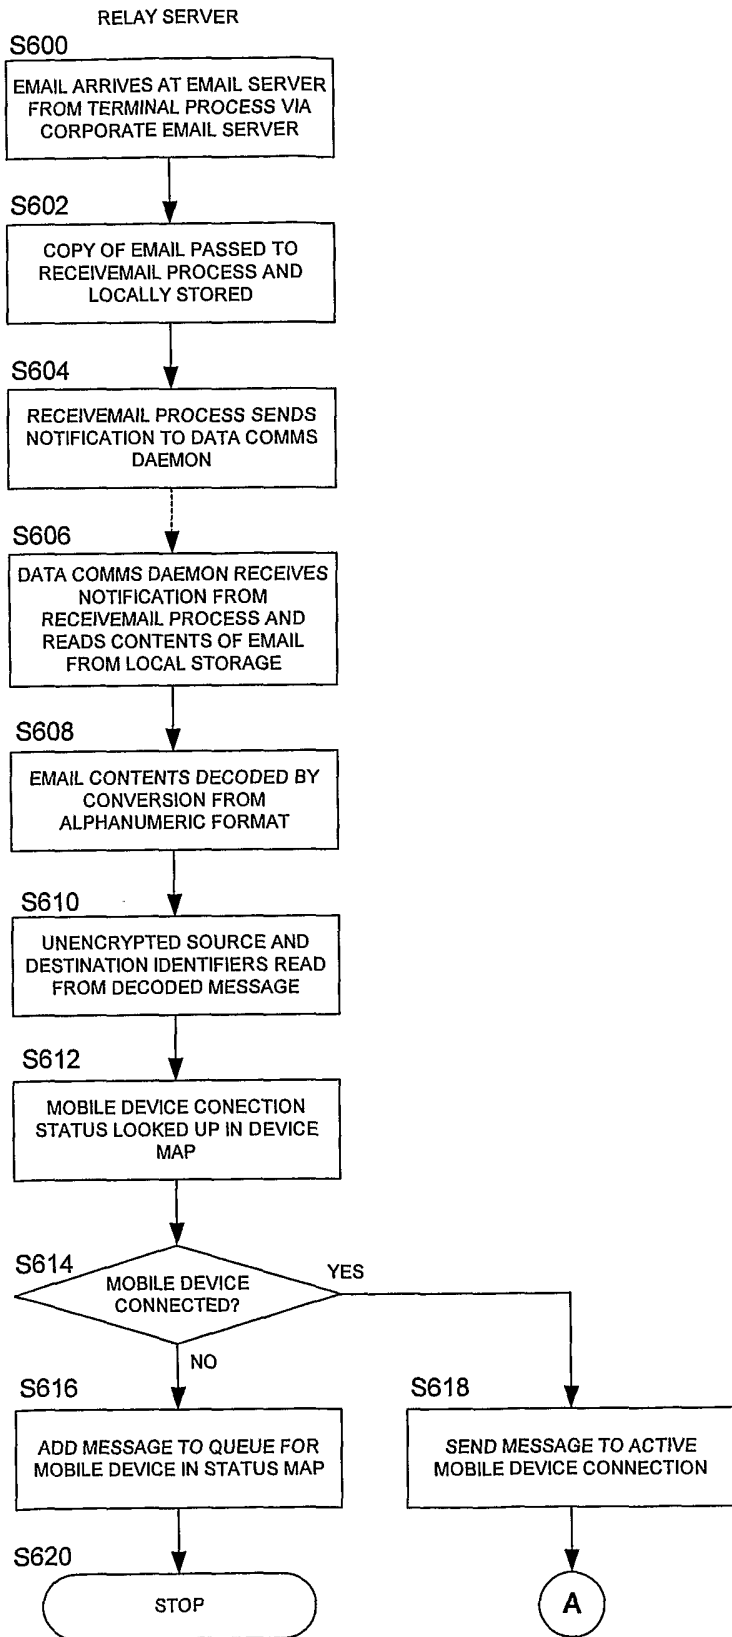 RELAY SERVER
S600
EMAIL ARRIVES AT EMAIL SERVER
FROM TERMINAL PROCESS VIA
CORPORATE EMAIL SERVER
S602
COPY OF EMAIL PASSED TO
RECEIVEMAIL PROCESS AND
LOCALLY STORED
S604
RECEIVEMAIL PROCESS SENDS
NOTIFICATION TO DATA COMMS
DAEMON
S606
DATA COMMS DAEMON RECEIVES
NOTIFICATION FROM
RECEIVEMAIL PROCESS AND
READS CONTENTS OF EMAIL
FROM LOCAL STORAGE
S608
EMAIL CONTENTS DECODED BY
CONVERSION FROM
ALPHANUMERIC FORMAT
S610
UNENCRYPTED SOURCE AND
DESTINATION IDENTIFIERS READ
FROM DECODED MESSAGE
S612
MOBILE DEVICE CONECTION
STATUS LOOKED UP IN DEVICE
MAP
S614
MOBILE DEVICE
CONNECTED?
YES
NO
S616
ADD MESSAGE TO QUEUE FOR
MOBILE DEVICE IN STATUS MAP
S618
SEND MESSAGE TO ACTIVE
MOBILE DEVICE CONNECTION
S620
STOP
A